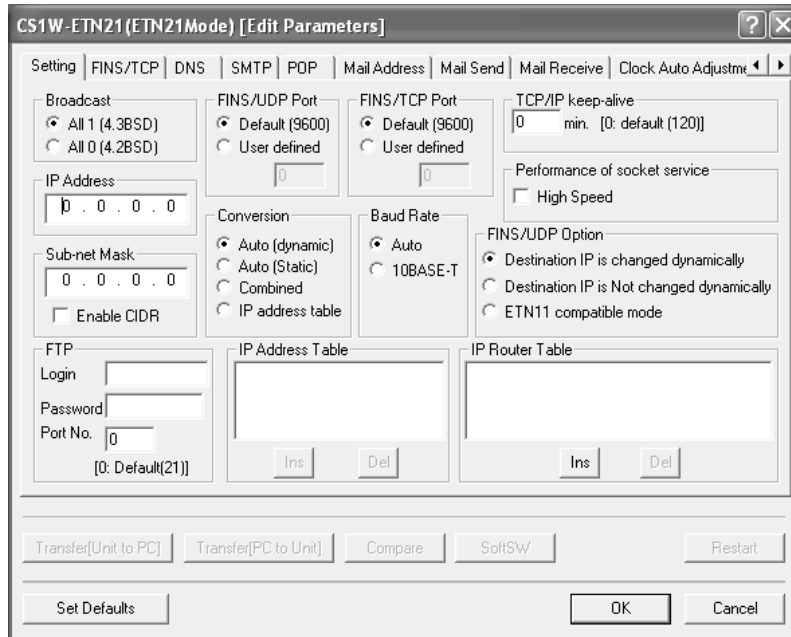 CS1W-ETN21(ETN21Mode) [Edit Parameters]
Setting FINS/TCP DNS SMTP POP Mail Address Mail Send Mail Receive Clock Auto Adjustme
Broadcast
All 1 (4.3BSD)
All 0 (4.2BSD)
FINS/UDP Port
Default (9600)
User defined
0
FINS/TCP Port
Default (9600)
User defined
0
TCP/IP keep-alive
0 min. [0: default (120)]
Performance of socket service
High Speed
IP Address
0 . 0 . 0 . 0
Sub-net Mask
0 . 0 . 0 . 0
Enable CIDR
Conversion
Auto (dynamic)
Auto (Static)
Combined
IP address table
Baud Rate
Auto
10BASE-T
FINS/UDP Option
Destination IP is changed dynamically
Destination IP is Not changed dynamically
ETN11 compatible mode
FTP
Login
Password
Port No. 0
[0: Default(21)]
IP Address Table
Ins Del
IP Router Table
Ins Del
Transfer[Unit to PC] Transfer[PC to Unit] Compare SoftSW Restart
Set Defaults OK Cancel